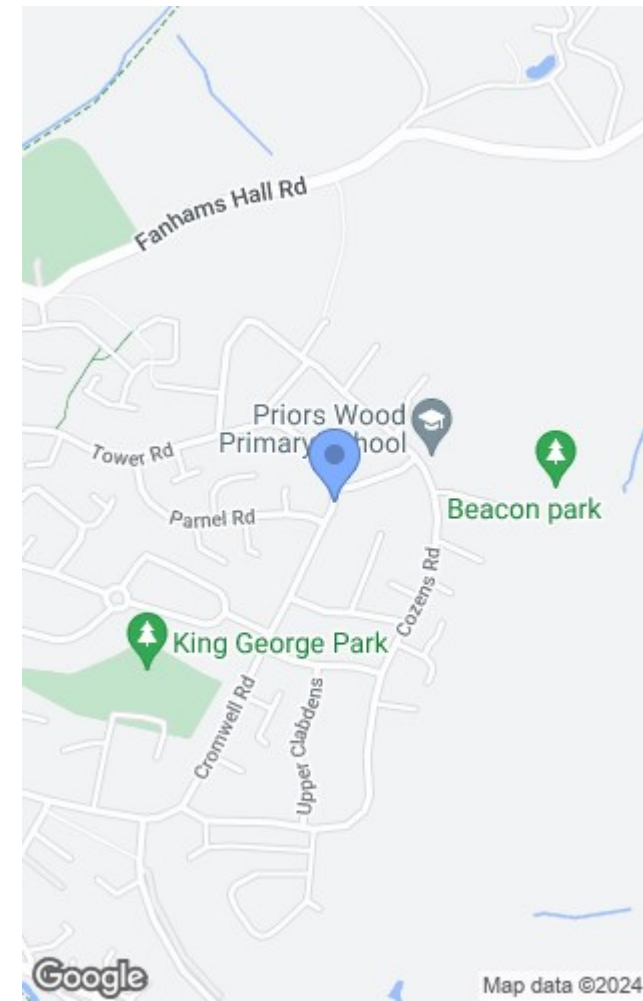 Fanhams Hall Rd
Priors Wood
Primary School
Tower Rd
Beacon park
Parnel Rd
Cozens Rd
King George Park
Cromwell Rd
Upper Clabdens
Google
Map data ©2024